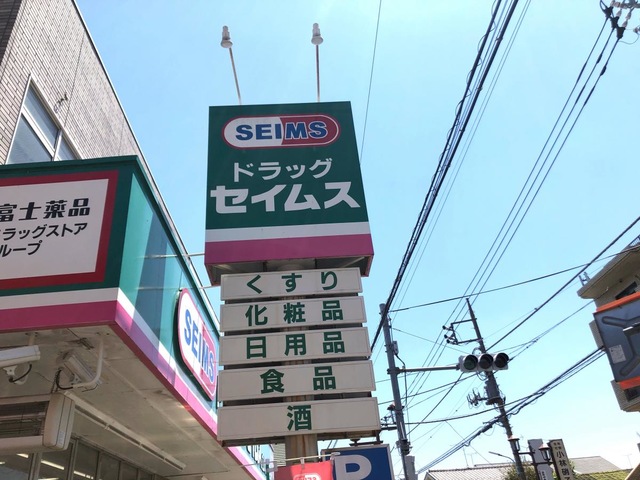 SEIMS
ドラッグ
セイムス
くすり
化粧品
日用品
食品
酒
P
富士薬品
ラッグストア
ループ
SEIMS